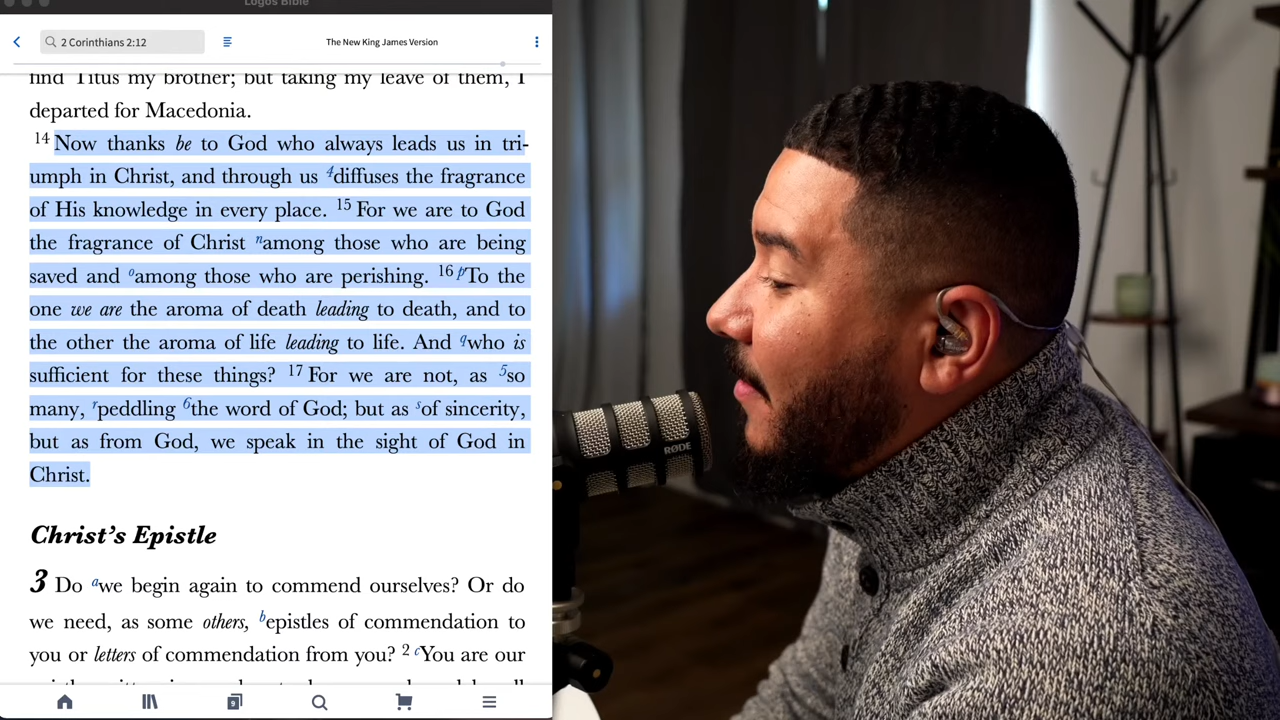 Logos Bible
2 Corinthians 2:12
The New King James Version
find Titus my brother; but taking my leave of them, I
departed for Macedonia.
14 Now thanks be to God who always leads us in tri-
umph in Christ, and through us 4diffuses the fragrance
of His knowledge in every place. 15 For we are to God
the fragrance of Christ namong those who are being
saved and oamong those who are perishing. 16 pTo the
one we are the aroma of death leading to death, and to
the other the aroma of life leading to life. And qwho is
sufficient for these things? 17 For we are not, as 5so
many, rpeddling 6the word of God; but as sof sincerity,
but as from God, we speak in the sight of God in
Christ.
Christ's Epistle
3 Do awe begin again to commend ourselves? Or do
we need, as some others, bepistles of commendation to
you or letters of commendation from you? 2 cYou are our
9
RØDE